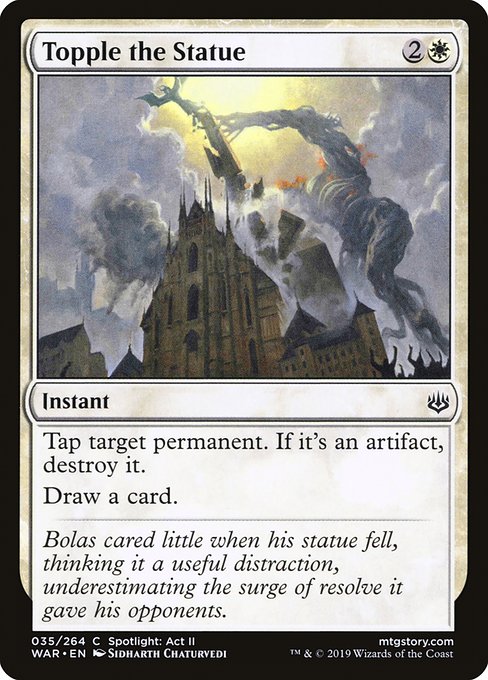 Topple the Statue 2
Instant
Tap target permanent. If it's an artifact,
destroy it.
Draw a card.
Bolas cared little when his statue fell,
thinking it a useful distraction,
underestimating the surge of resolve it
gave his opponents.
035/264 C Spotlight: Act II mtgstory.com
WAR • EN Sidharth Chaturvedi ™ & © 2019 Wizards of the Coast